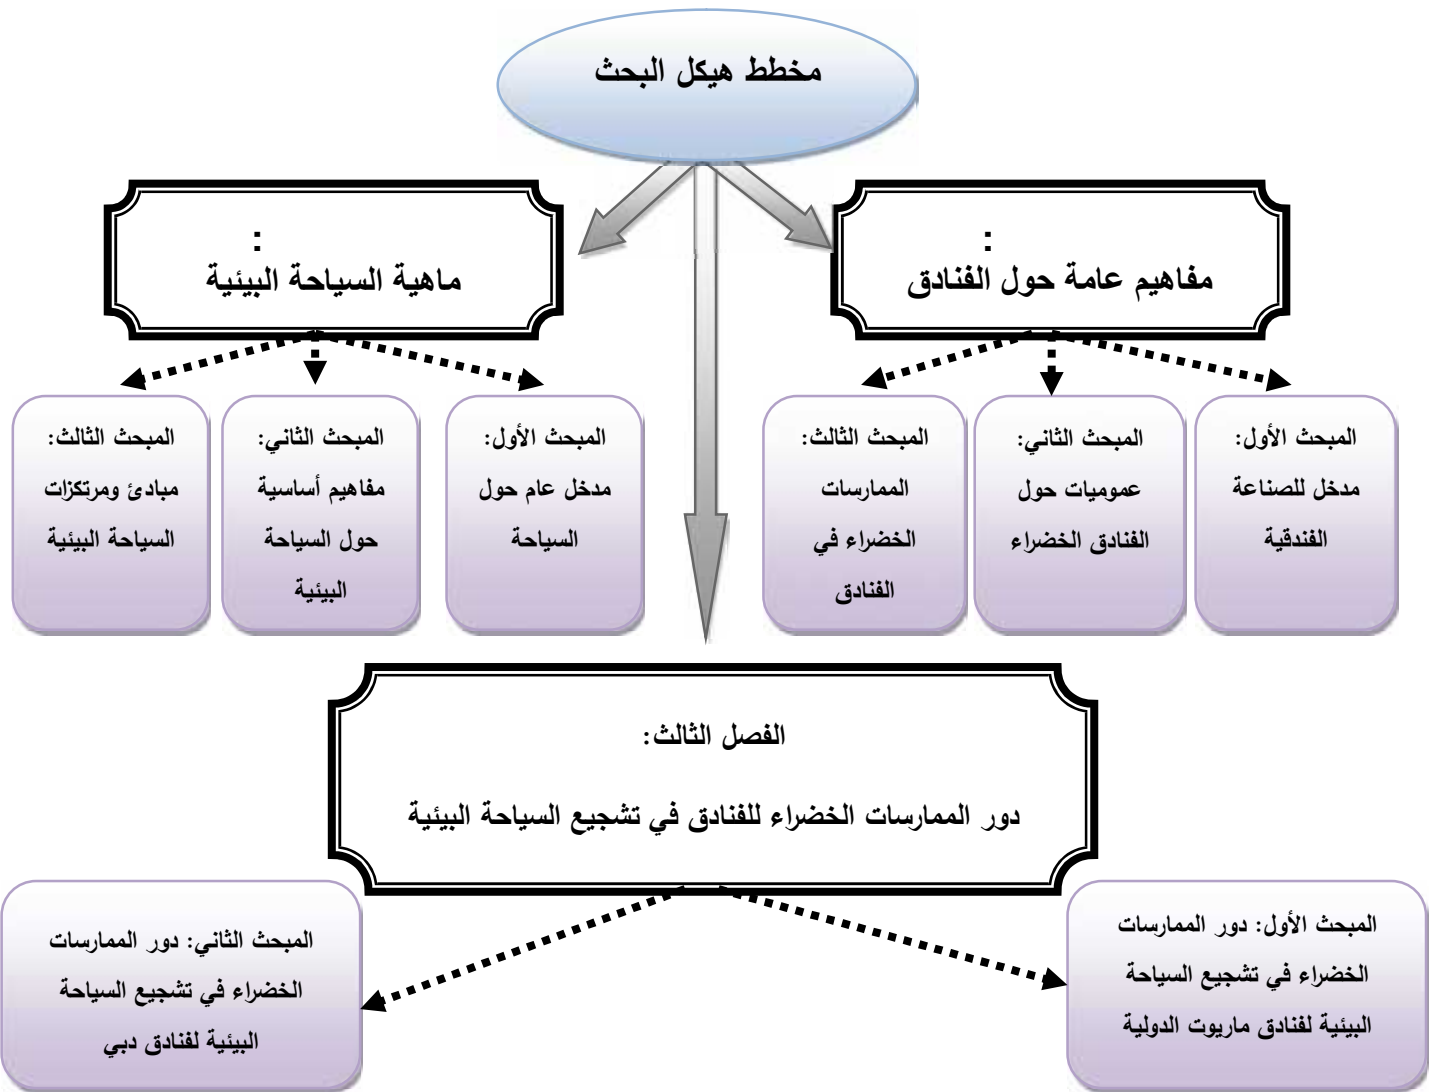 مخطط هيكل البحث
:
مفاهيم عامة حول الفنادق
:
ماهية السياحة البيئية
المبحث الأول:
مدخل للصناعة
الفندقية
المبحث الثاني:
عموميات حول
الفنادق الخضراء
المبحث الثالث:
الممارسات
الخضراء في
الفنادق
المبحث الأول:
مدخل عام حول
السياحة
المبحث الثاني:
مفاهيم أساسية
حول السياحة
البيئية
المبحث الثالث:
مبادئ ومرتكزات
السياحة البيئية
الفصل الثالث:
دور الممارسات الخضراء للفنادق في تشجيع السياحة البيئية
المبحث الأول: دور الممارسات
الخضراء في تشجيع السياحة
البيئية لفنادق ماريوت الدولية
المبحث الثاني: دور الممارسات
الخضراء في تشجيع السياحة
البيئية لفنادق دبي